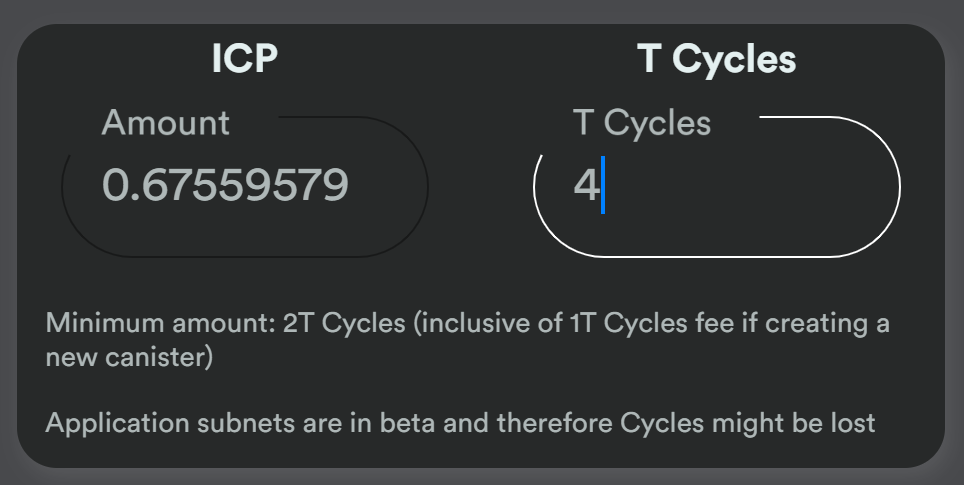 ICP
T Cycles
Amount
0.67559579
T Cycles
4
Minimum amount: 2T Cycles (inclusive of 1T Cycles fee if creating a
new canister)
Application subnets are in beta and therefore Cycles might be lost